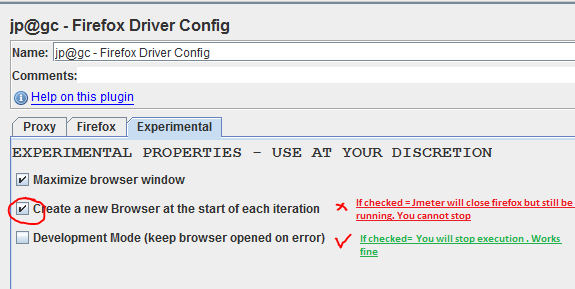 jp@gc - Firefox Driver Config
Name: jp@gc - Firefox Driver Config
Comments:
Help on this plugin
Proxy Firefox Experimental
EXPERIMENTAL PROPERTIES - USE AT YOUR DISCRETION
Maximize browser window
Create a new Browser at the start of each iteration
If checked =Jmeter will close firefox but still be
running. You cannot stop
Development Mode (keep browser opened on error)
If checked= You will stop execution . Works
fine